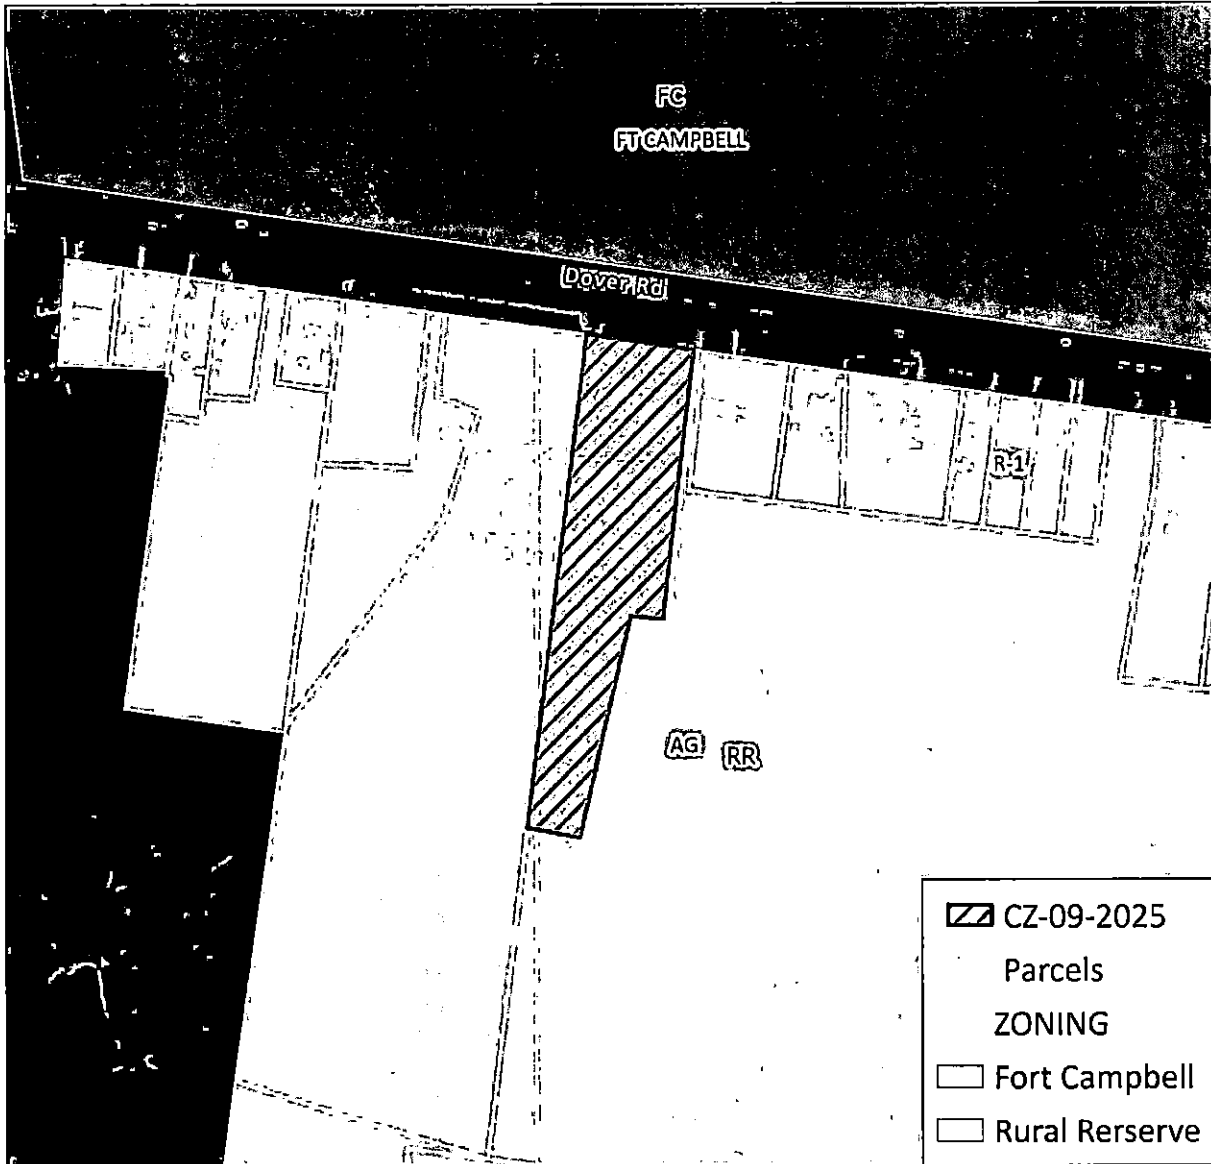 FC
FT CAMPBELL
Dover Rd
R-1
AG
RR
CZ-09-2025
Parcels
ZONING
Fort Campbell
Rural Rerserve